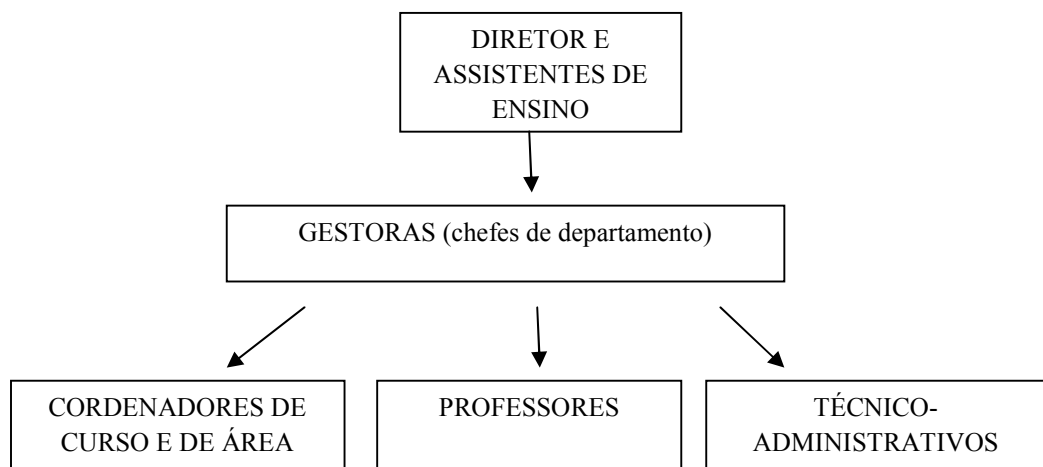 DIRETOR E
ASSISTENTES DE
ENSINO
GESTORAS (chefes de departamento)
CORDENADORES DE
CURSO E DE ÁREA
PROFESSORES
TÉCNICO-
ADMINISTRATIVOS